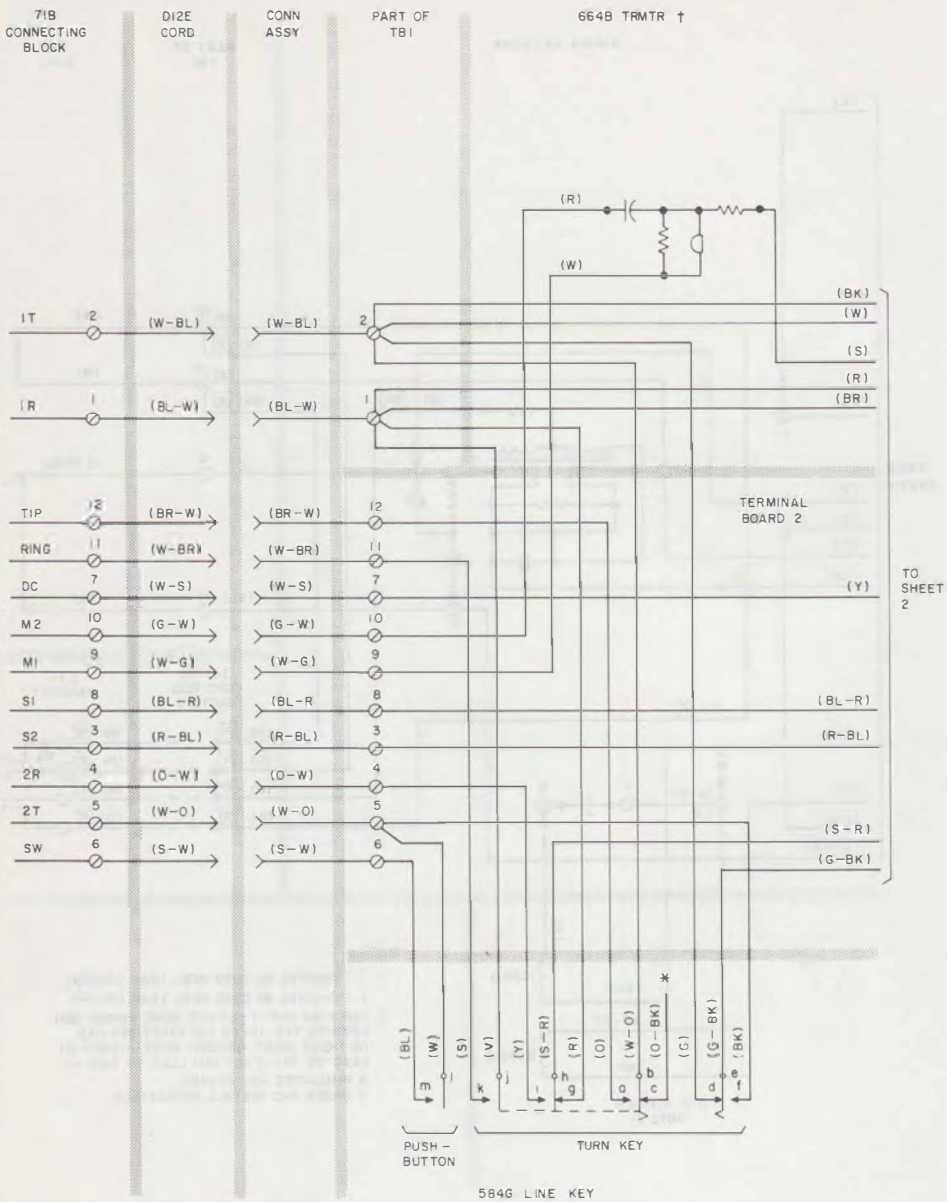 71B CONNECTING BLOCK
D12E CORD
CONN ASSY
PART OF TB1
664B TRMTR †
(R)
(W)
(BK)
(W)
1T 2 (W-BL) (W-BL) 2
(S)
(R)
(BR)
1R 1 (BL-W) (BL-W) 1
TERMINAL BOARD 2
TIP 12 (BR-W) (BR-W) 12
RING 11 (W-BR) (W-BR) 11
DC 7 (W-S) (W-S) 7 (Y)
TO SHEET 2
M2 10 (G-W) (G-W) 10
M1 9 (W-G) (W-G) 9
S1 8 (BL-R) (BL-R 8 (BL-R)
S2 3 (R-BL) (R-BL) 3 (R-BL)
2R 4 (O-W) (O-W) 4
2T 5 (W-O) (W-O) 5
(S-R)
SW 6 (S-W) (S-W) 6
(G-BK)
*
(BL) (W) (S) (V) (Y) (S-R) (R) (O) (W-O) (O-BK) (G) (G-BK) (BK)
m l k j i h g a b c d e f
PUSH-BUTTON
TURN KEY
584G LINE KEY